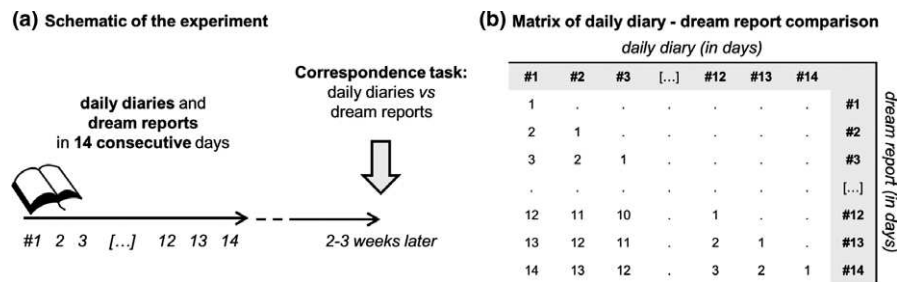 (a) Schematic of the experiment
Correspondence task:
daily diaries vs
dream reports
daily diaries and
dream reports
in 14 consecutive days
#1 2 3 [...] 12 13 14
2-3 weeks later
(b) Matrix of daily diary - dream report comparison
daily diary (in days)
#1 #2 #3 [...] #12 #13 #14
1 . . . . . . #1
2 1 . . . . . #2
3 2 1 . . . . #3
. . . . . . . [...]
12 11 10 . 1 . . #12
13 12 11 . 2 1 . #13
14 13 12 . 3 2 1 #14
dream report (in days)